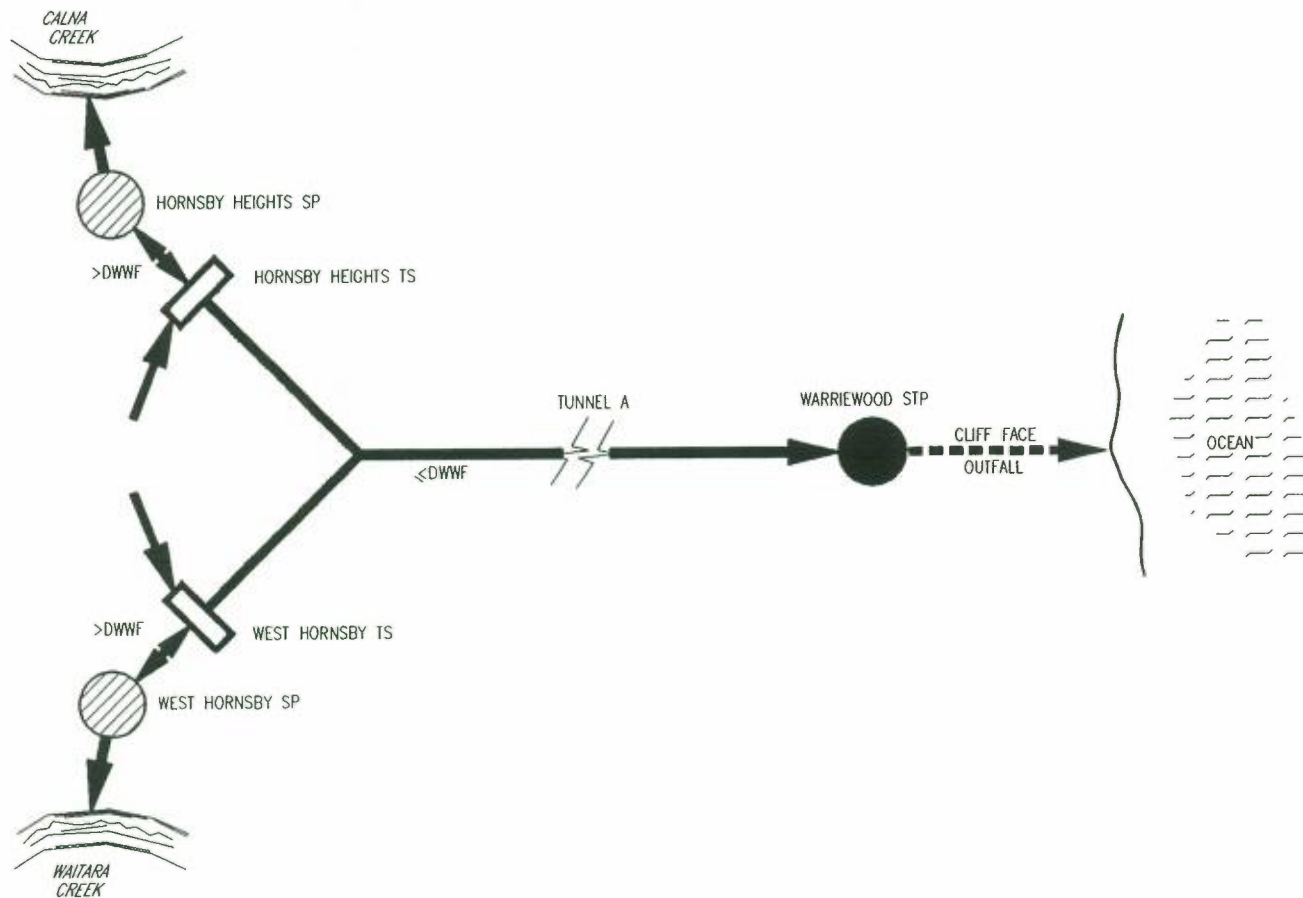 CALNA
CREEK
HORNSBY HEIGHTS SP
>DWWF
HORNSBY HEIGHTS TS
TUNNEL A
WARRIEWOOD STP
CLIFF FACE
OUTFALL
OCEAN
≤DWWF
>DWWF
WEST HORNSBY TS
WEST HORNSBY SP
WAITARA
CREEK